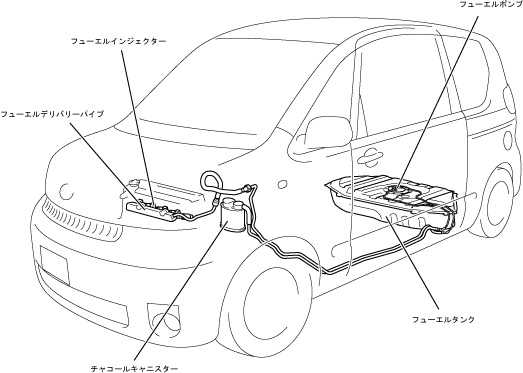 フューエルポンプ
フューエルインジェクター
フューエルデリバリーパイプ
フューエルタンク
チャコールキャニスター